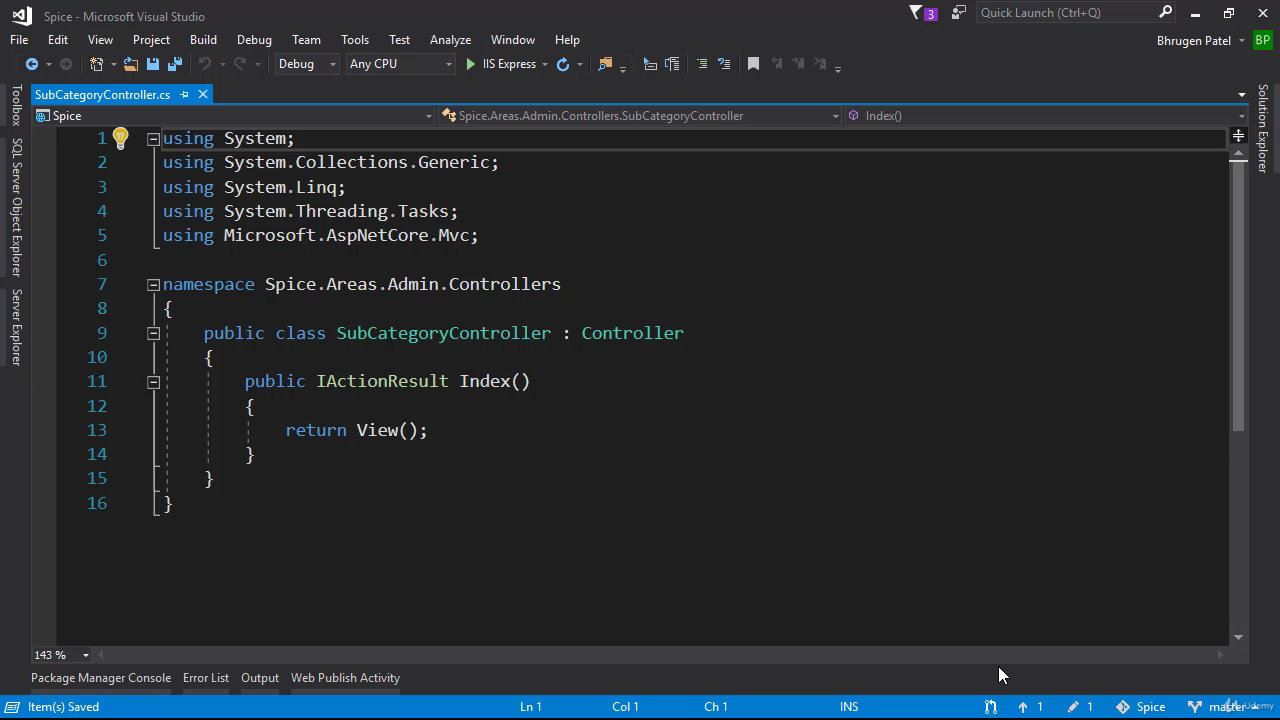 Spice - Microsoft Visual Studio
3
Quick Launch (Ctrl+Q)
File Edit View Project Build Debug Team Tools Test Analyze Window Help
Bhrugen Patel
BP
Debug Any CPU IIS Express
SubCategoryController.cs
Spice
Spice.Areas.Admin.Controllers.SubCategoryController
Index()
Toolbox
SQL Server Object Explorer
Server Explorer
Solution Explorer
1 using System;
2 using System.Collections.Generic;
3 using System.Linq;
4 using System.Threading.Tasks;
5 using Microsoft.AspNetCore.Mvc;
6
7 namespace Spice.Areas.Admin.Controllers
8 {
9 public class SubCategoryController : Controller
10 {
11 public IActionResult Index()
12 {
13 return View();
14 }
15 }
16 }
143 %
Package Manager Console Error List Output Web Publish Activity
Item(s) Saved Ln 1 Col 1 Ch 1 INS 1 1 Spice master
Udemy